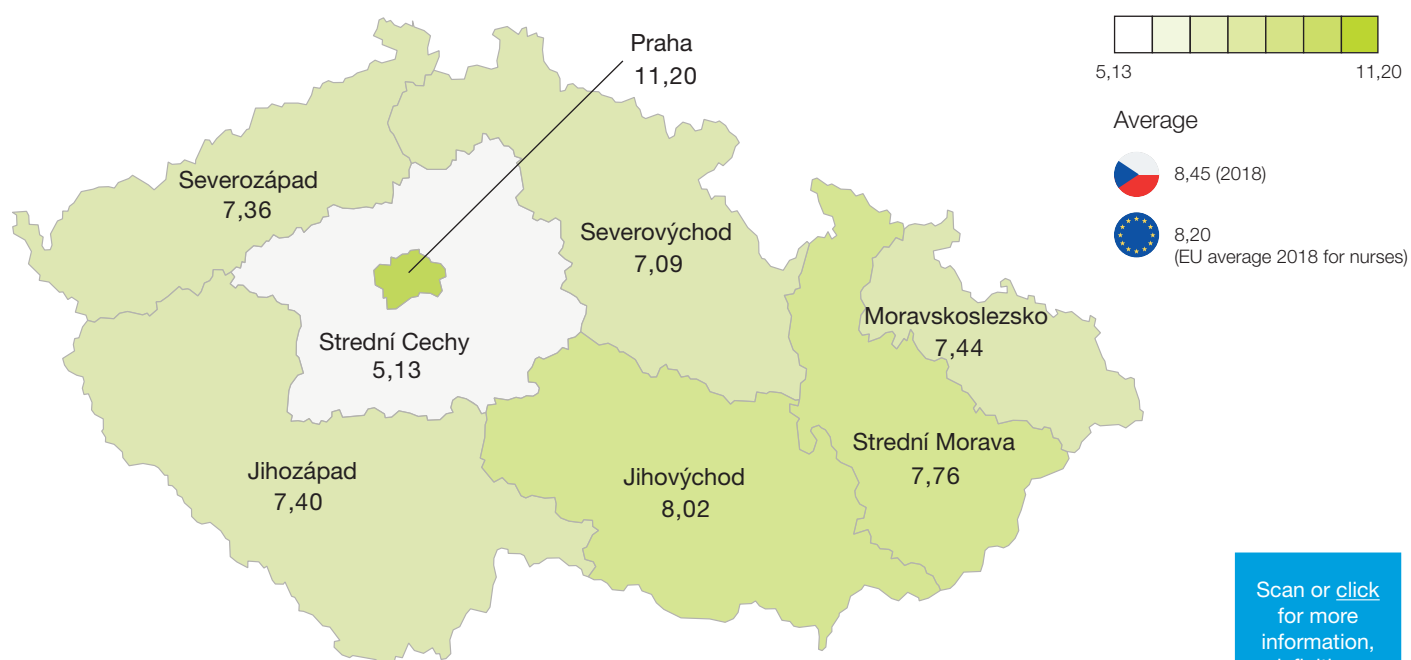 Praha
11,20
5,13
11,20
Average
8,45 (2018)
8,20
(EU average 2018 for nurses)
Severozápad
7,36
Severovýchod
7,09
Moravskoslezsko
7,44
Strední Cechy
5,13
Strední Morava
7,76
Jihozápad
7,40
Jihovýchod
8,02
Scan or click
for more
information,